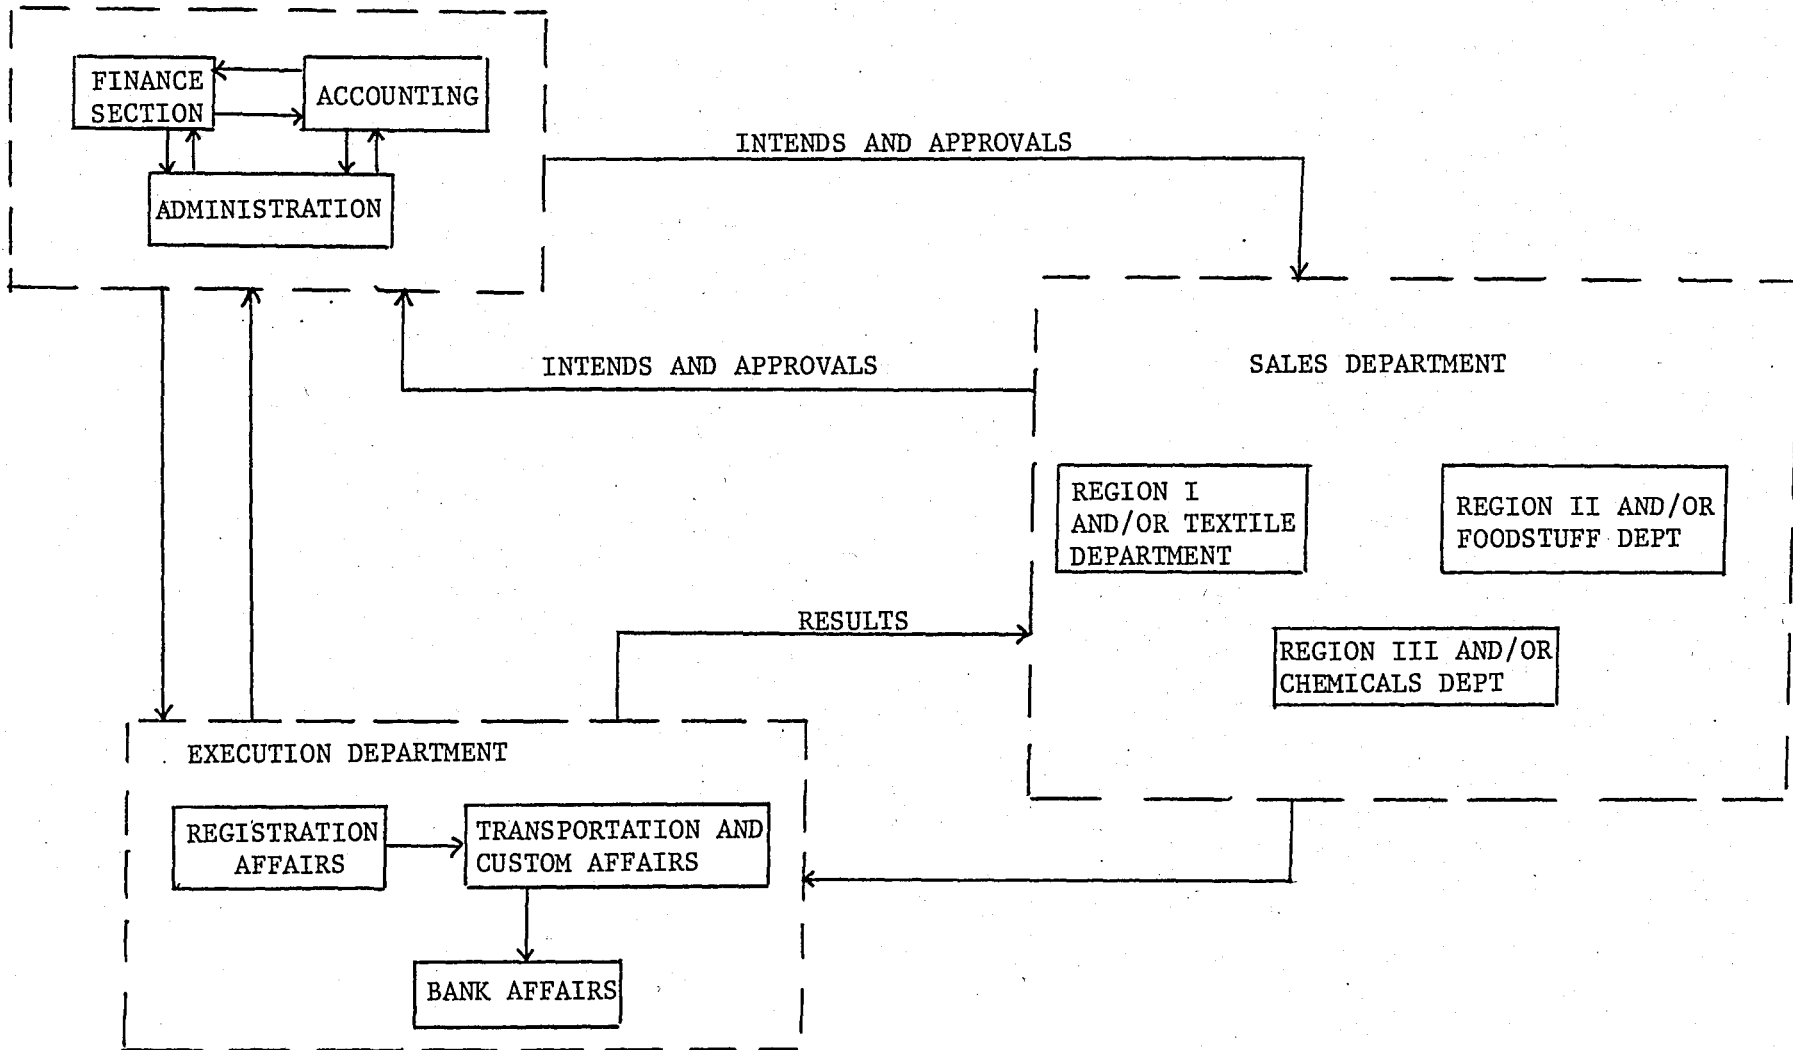 FINANCE
SECTION
ACCOUNTING
ADMINISTRATION
INTENDS AND APPROVALS
INTENDS AND APPROVALS
SALES DEPARTMENT
REGION I
AND/OR TEXTILE
DEPARTMENT
REGION II AND/OR
FOODSTUFF DEPT
RESULTS
REGION III AND/OR
CHEMICALS DEPT
EXECUTION DEPARTMENT
REGISTRATION
AFFAIRS
TRANSPORTATION AND
CUSTOM AFFAIRS
BANK AFFAIRS